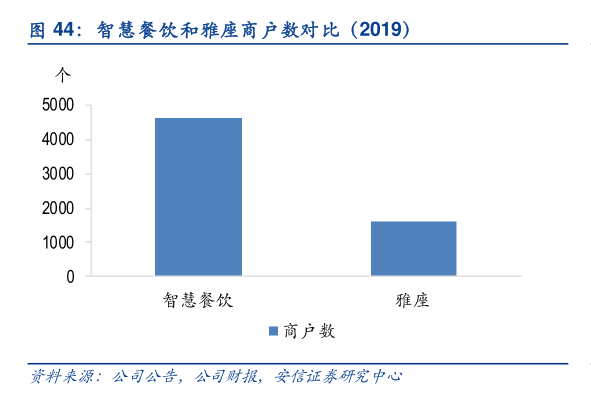 图 44：智慧餐饮和雅座商户数对比（2019）
个
5000
4000
3000
2000
1000
0
智慧餐饮 雅座
商户数
资料来源：公司公告，公司财报，安信证券研究中心